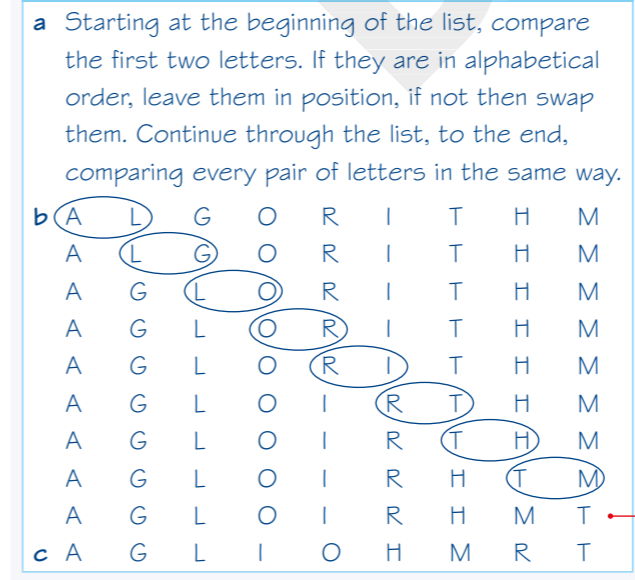 a Starting at the beginning of the list, compare
the first two letters. If they are in alphabetical
order, leave them in position, if not then swap
them. Continue through the list, to the end,
comparing every pair of letters in the same way.
b A L G O R I T H M
A L G O R I T H M
A G L O R I T H M
A G L O R I T H M
A G L O R I T H M
A G L O I R T H M
A G L O I R T H M
A G L O I R H T M
A G L O I R H M T
c A G L I O H M R T